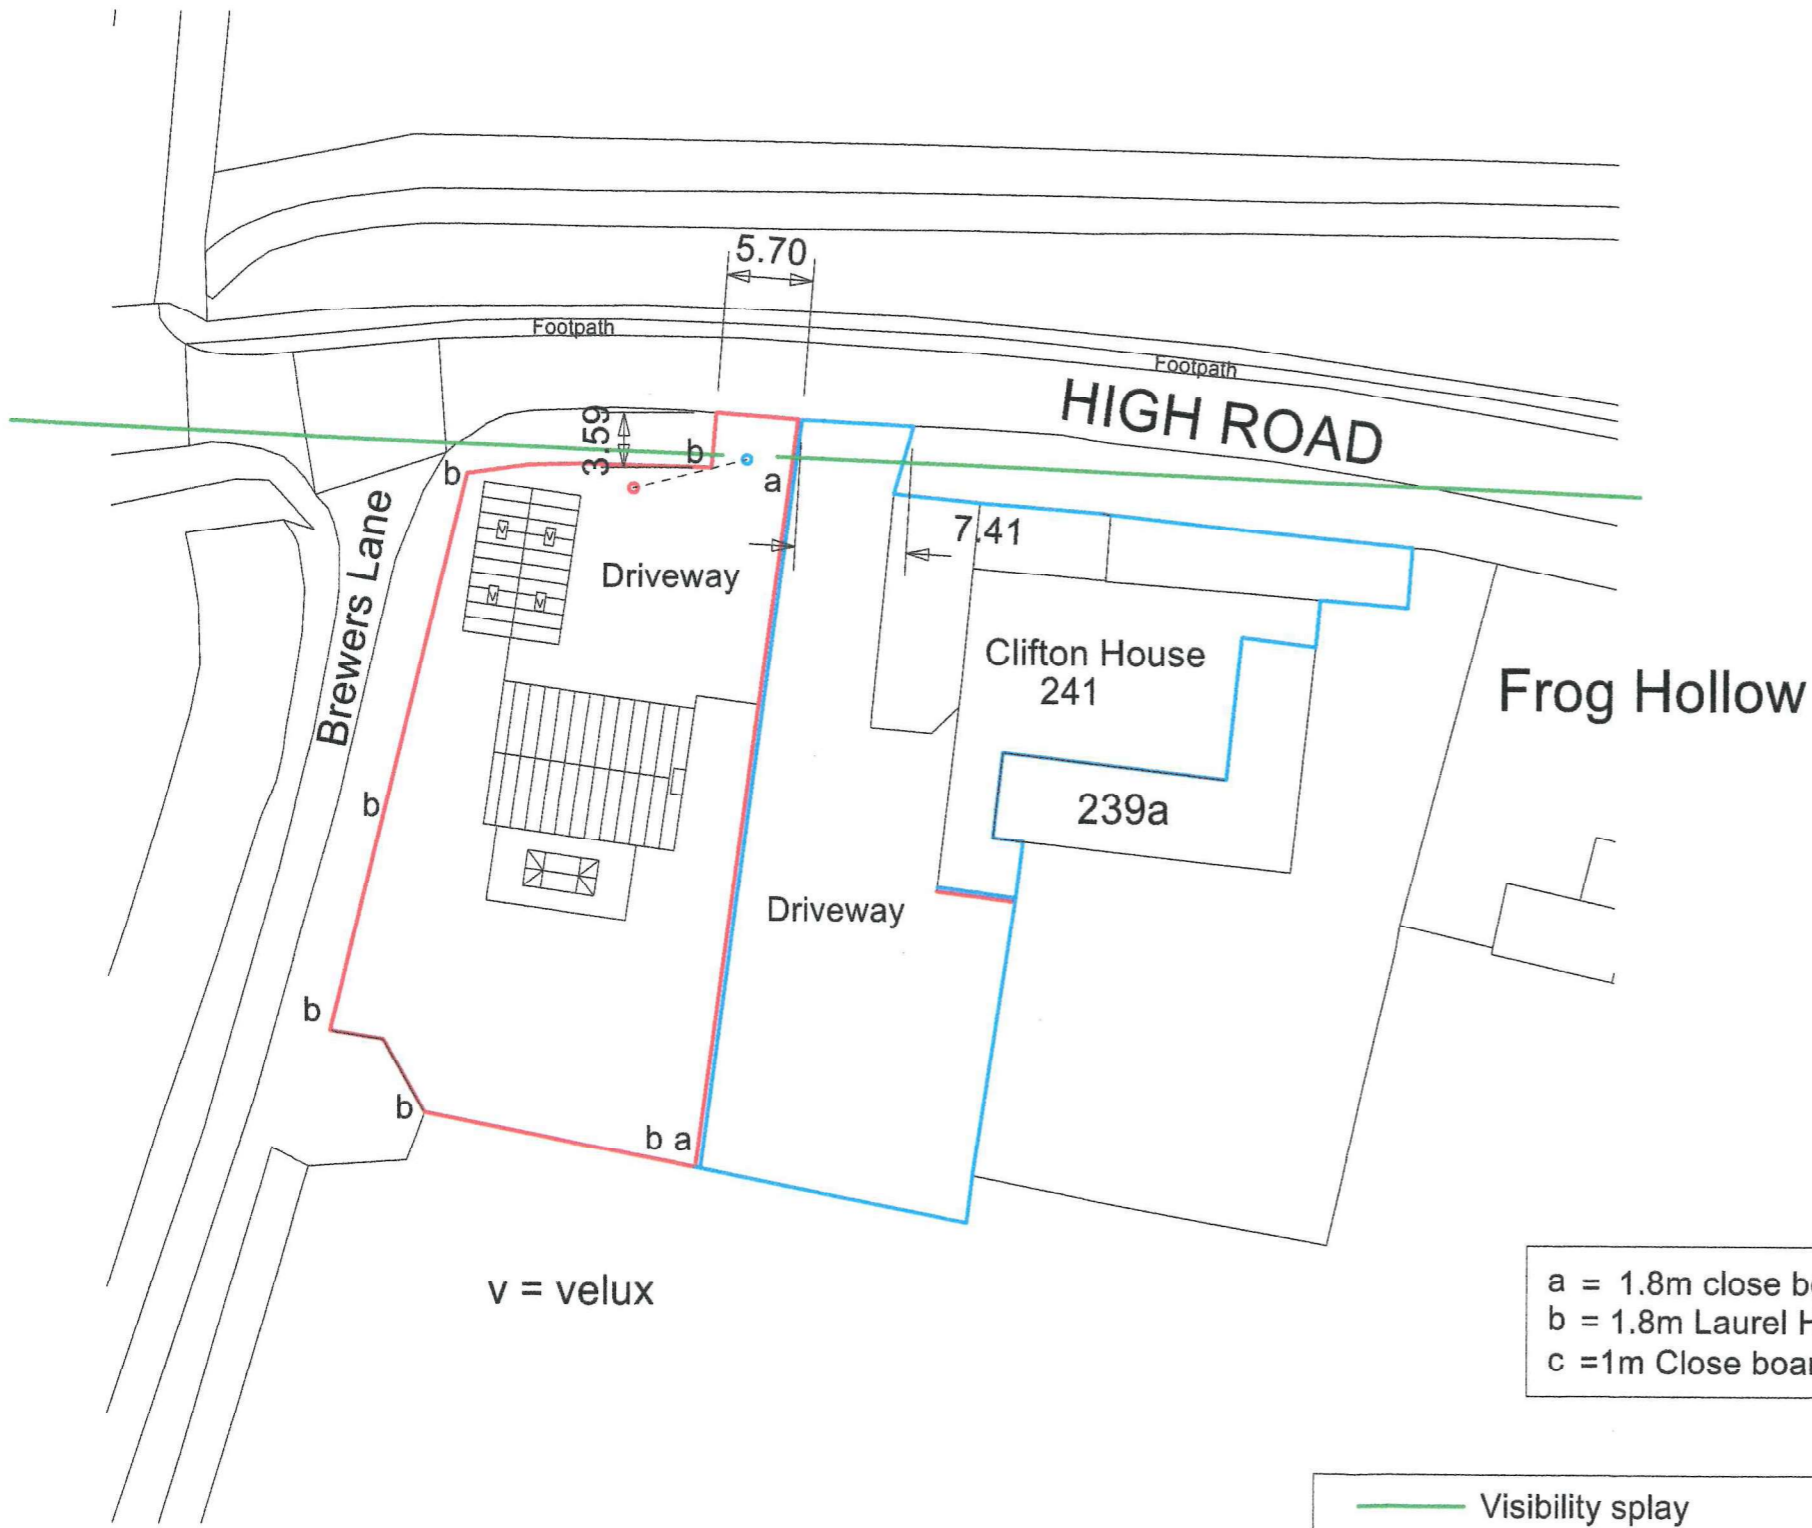 5.70
Footpath
Footpath
HIGH ROAD
3.59
b
b
a
7.41
Driveway
v
v
v
v
Brewers Lane
Clifton House
241
Frog Hollow
b
239a
Driveway
b
b
b a
v = velux
a = 1.8m close
b = 1.8m Laurel
c =1m Close
Visibility splay